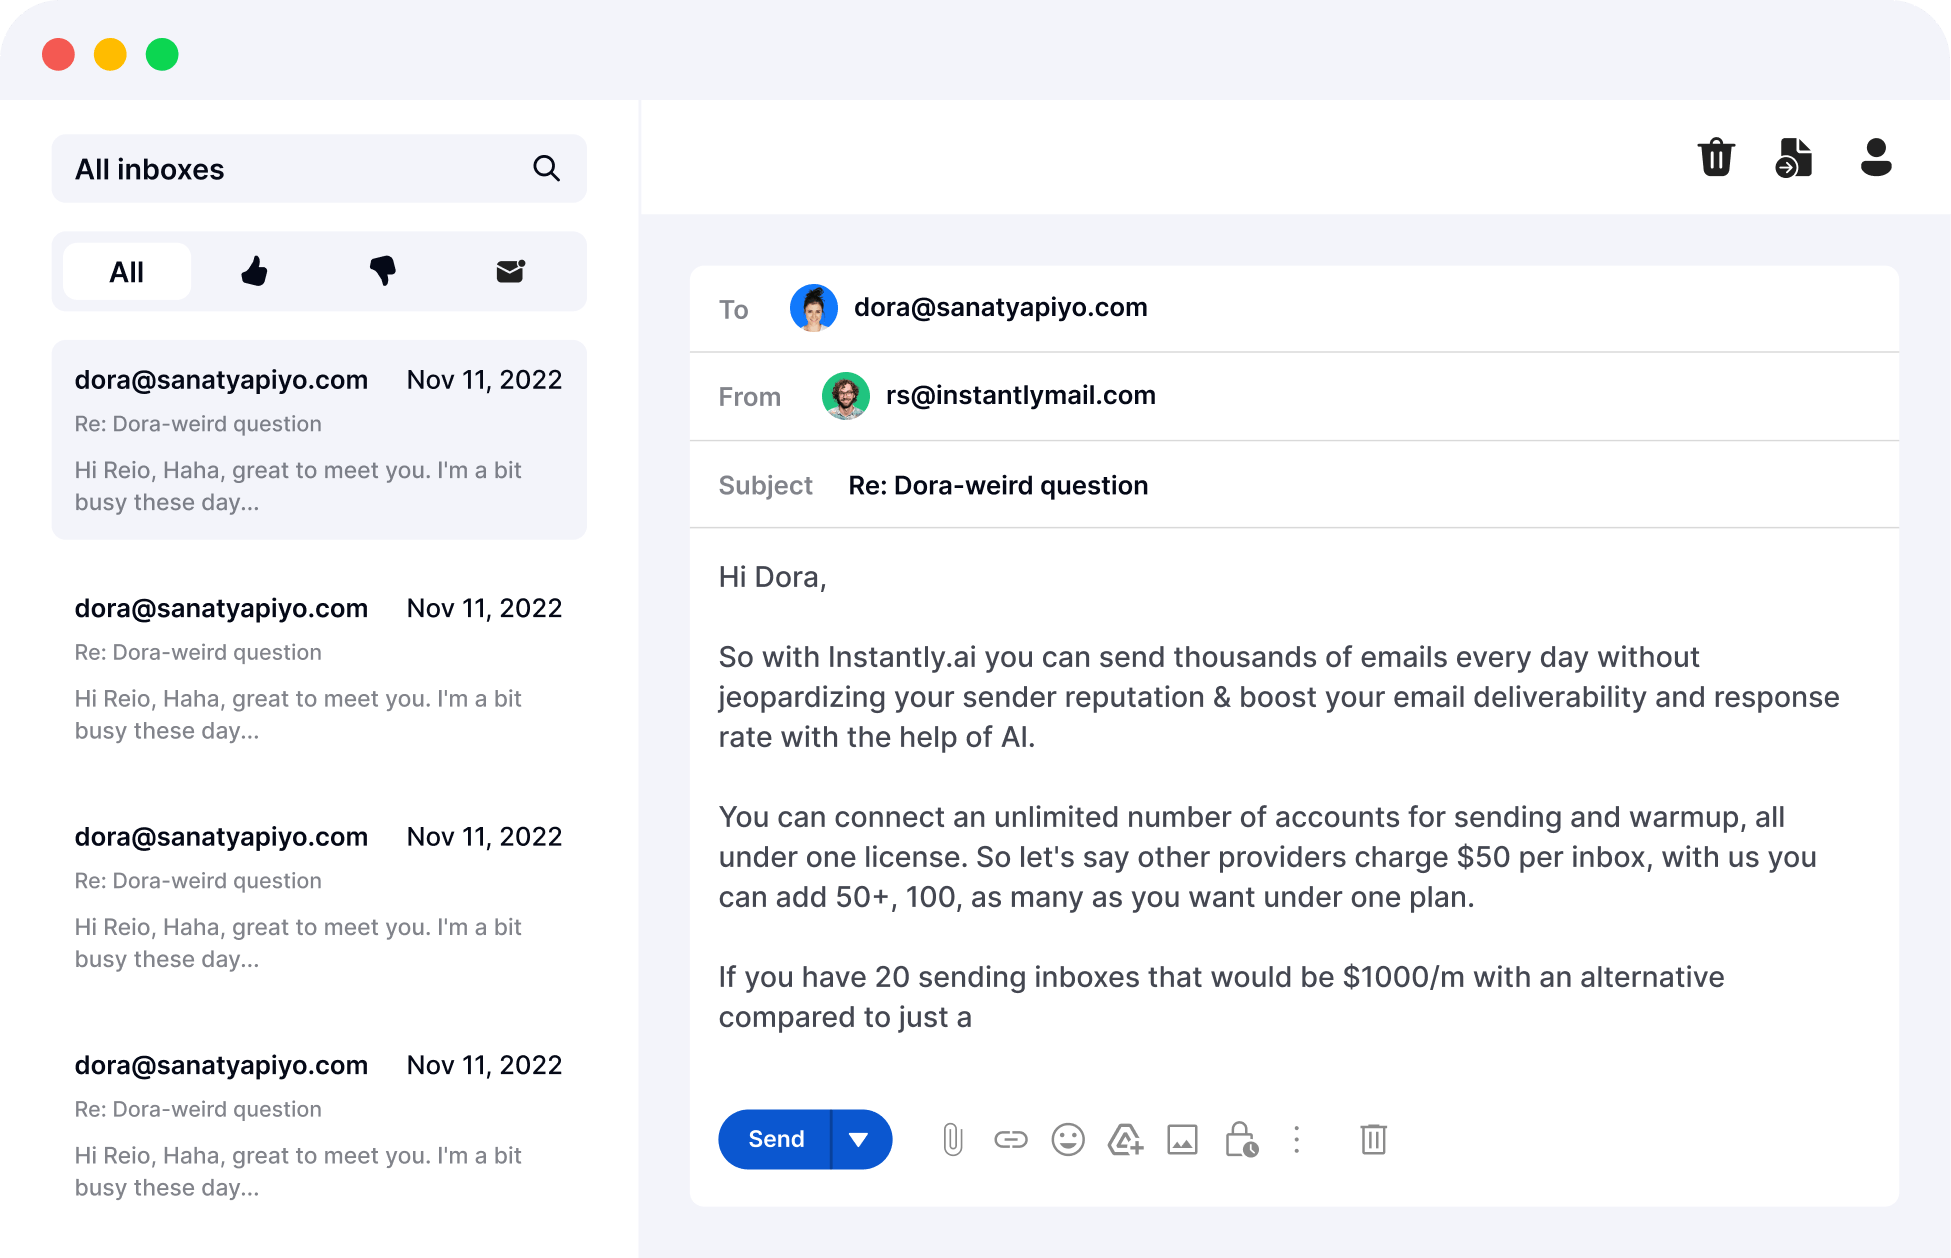 All inboxes
All
dora@sanatyapiyo.com Nov 11, 2022
Re: Dora-weird question
Hi Reio, Haha, great to meet you. I'm a bit
busy these day...
dora@sanatyapiyo.com Nov 11, 2022
Re: Dora-weird question
Hi Reio, Haha, great to meet you. I'm a bit
busy these day...
dora@sanatyapiyo.com Nov 11, 2022
Re: Dora-weird question
Hi Reio, Haha, great to meet you. I'm a bit
busy these day...
dora@sanatyapiyo.com Nov 11, 2022
Re: Dora-weird question
Hi Reio, Haha, great to meet you. I'm a bit
busy these day...
To dora@sanatyapiyo.com
From rs@instantlymail.com
Subject Re: Dora-weird question
Hi Dora,
So with Instantly.ai you can send thousands of emails every day without
jeopardizing your sender reputation & boost your email deliverability and response
rate with the help of AI.
You can connect an unlimited number of accounts for sending and warmup, all
under one license. So let's say other providers charge $50 per inbox, with us you
can add 50+, 100, as many as you want under one plan.
If you have 20 sending inboxes that would be $1000/m with an alternative
compared to just a
Send